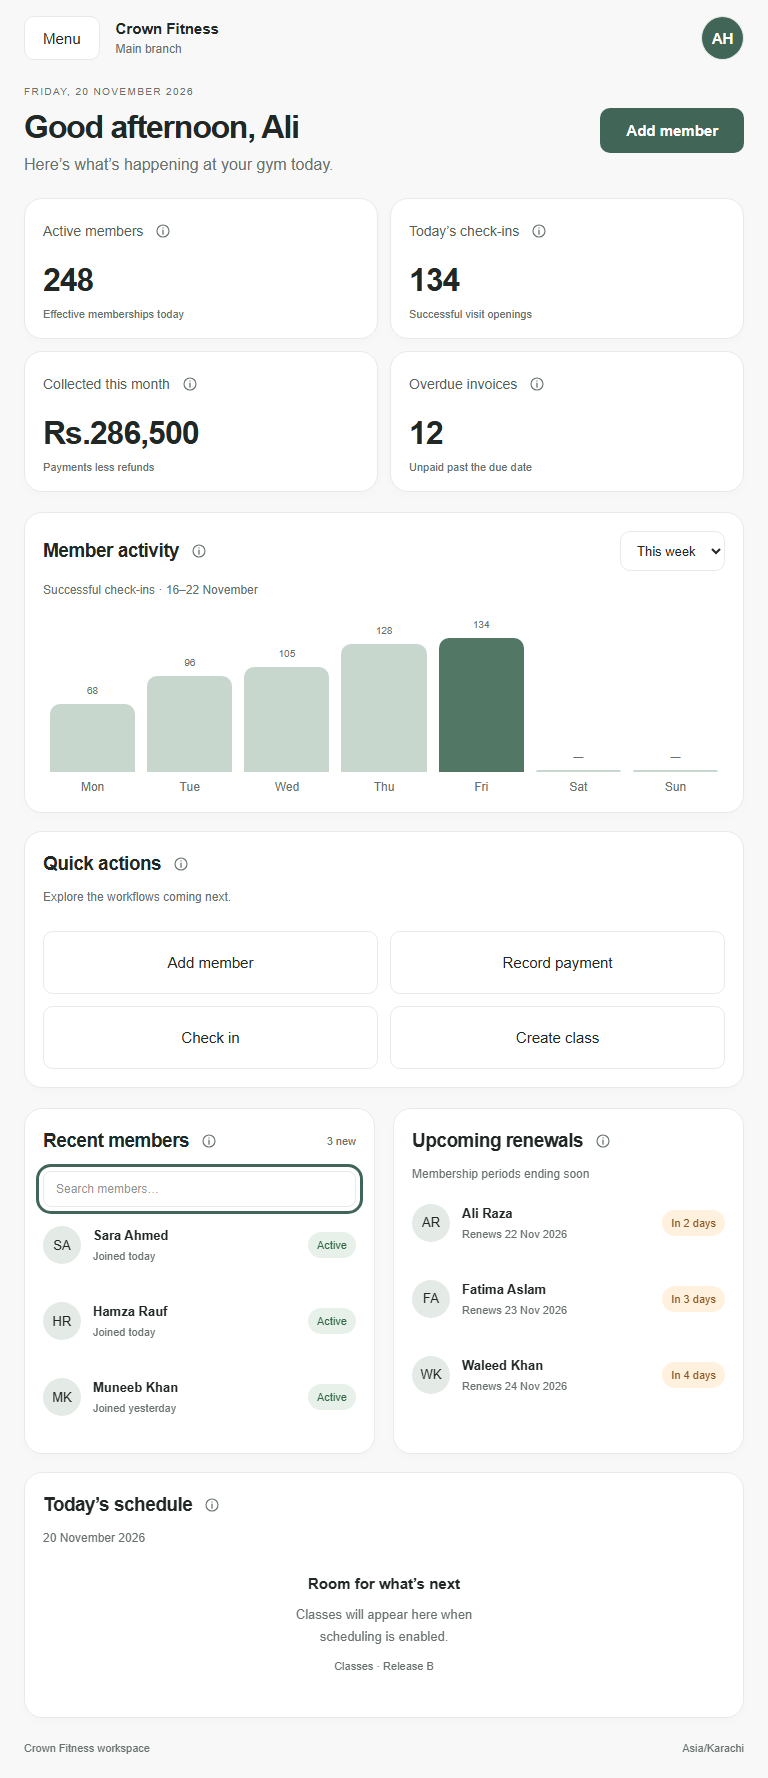 Menu
Crown Fitness
Main branch
AH
FRIDAY, 20 NOVEMBER 2026
Good afternoon, Ali
Here’s what’s happening at your gym today.
Add member
Active members
248
Effective memberships today
Today’s check-ins
134
Successful visit openings
Collected this month
Rs.286,500
Payments less refunds
Overdue invoices
12
Unpaid past the due date
Member activity
This week
Successful check-ins · 16–22 November
68
96
105
128
134
—
—
Mon
Tue
Wed
Thu
Fri
Sat
Sun
Quick actions
Explore the workflows coming next.
Add member
Record payment
Check in
Create class
Recent members
3 new
Search members…
SA
Sara Ahmed
Joined today
Active
HR
Hamza Rauf
Joined today
Active
MK
Muneeb Khan
Joined yesterday
Active
Upcoming renewals
Membership periods ending soon
AR
Ali Raza
Renews 22 Nov 2026
In 2 days
FA
Fatima Aslam
Renews 23 Nov 2026
In 3 days
WK
Waleed Khan
Renews 24 Nov 2026
In 4 days
Today’s schedule
20 November 2026
Room for what’s next
Classes will appear here when
scheduling is enabled.
Classes · Release B
Crown Fitness workspace
Asia/Karachi